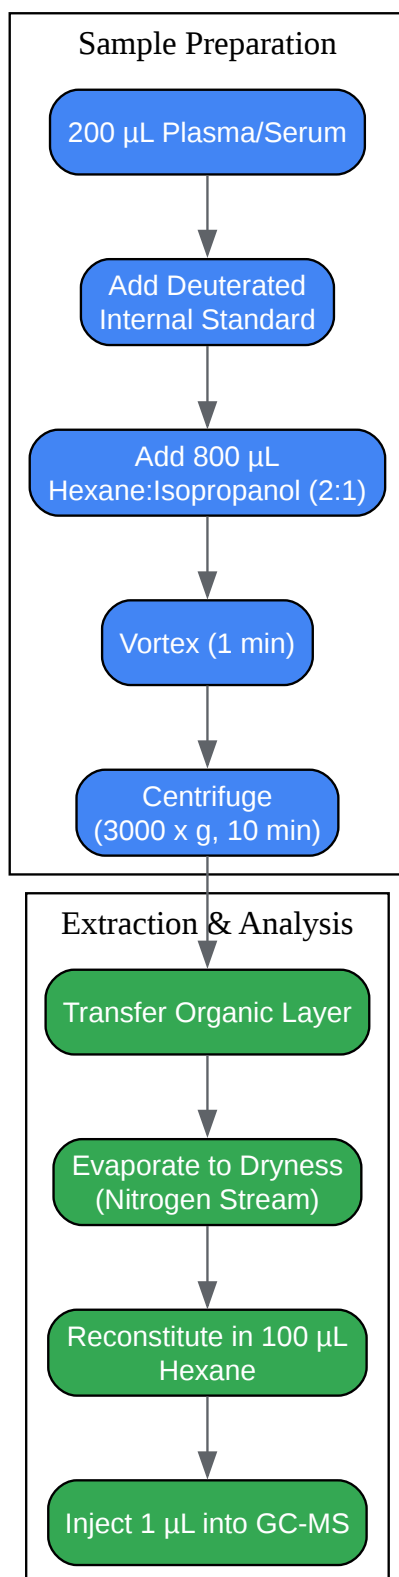 Sample Preparation
200 µL Plasma/Serum
Add Deuterated
Internal Standard
Add 800 µL
Hexane:Isopropanol (2:1)
Vortex (1 min)
Centrifuge
(3000 x g, 10 min)
Extraction & Analysis
Transfer Organic Layer
Evaporate to Dryness
(Nitrogen Stream)
Reconstitute in 100 µL
Hexane
Inject 1 µL into GC-MS